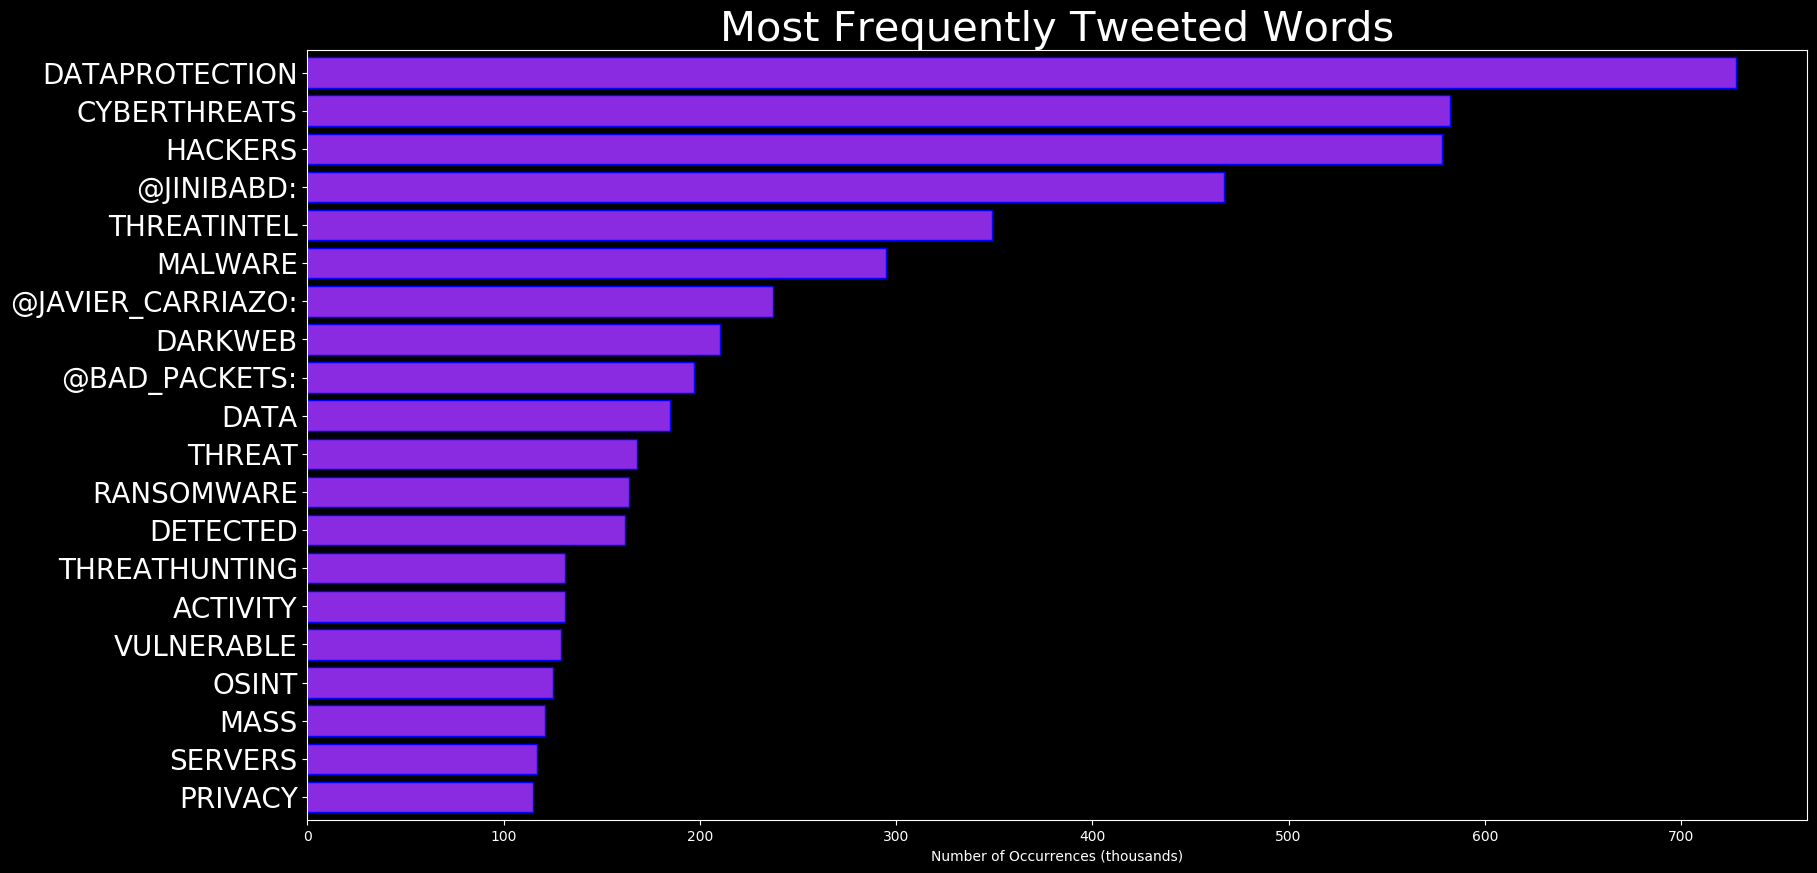 Most Frequently Tweeted Words
DATAPROTECTION
CYBERTHREATS
HACKERS
@JINIBABD:
THREATINTEL
MALWARE
@JAVIER_CARRIAZO:
DARKWEB
@BAD_PACKETS:
DATA
THREAT
RANSOMWARE
DETECTED
THREATHUNTING
ACTIVITY
VULNERABLE
OSINT
MASS
SERVERS
PRIVACY
0 100 200 300 400 500 600 700
Number of Occurrences (thousands)